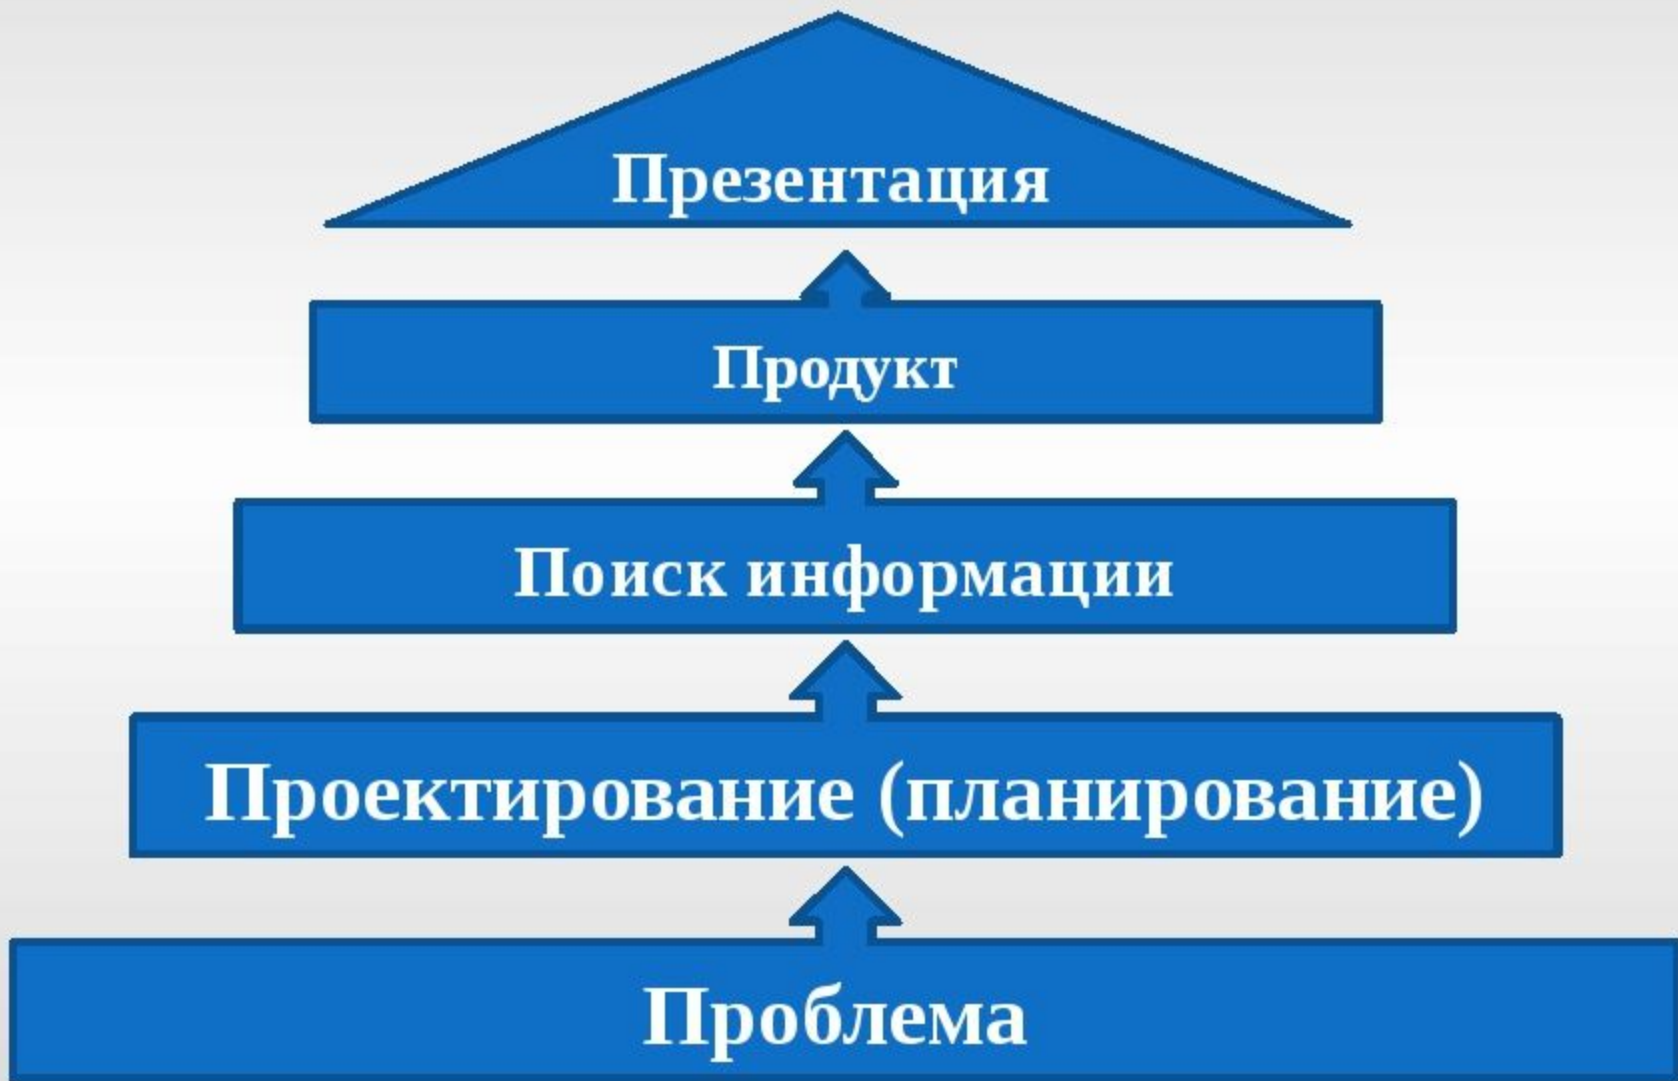 Презентация
Продукт
Поиск информации
Проектирование (планирование)
Проблема